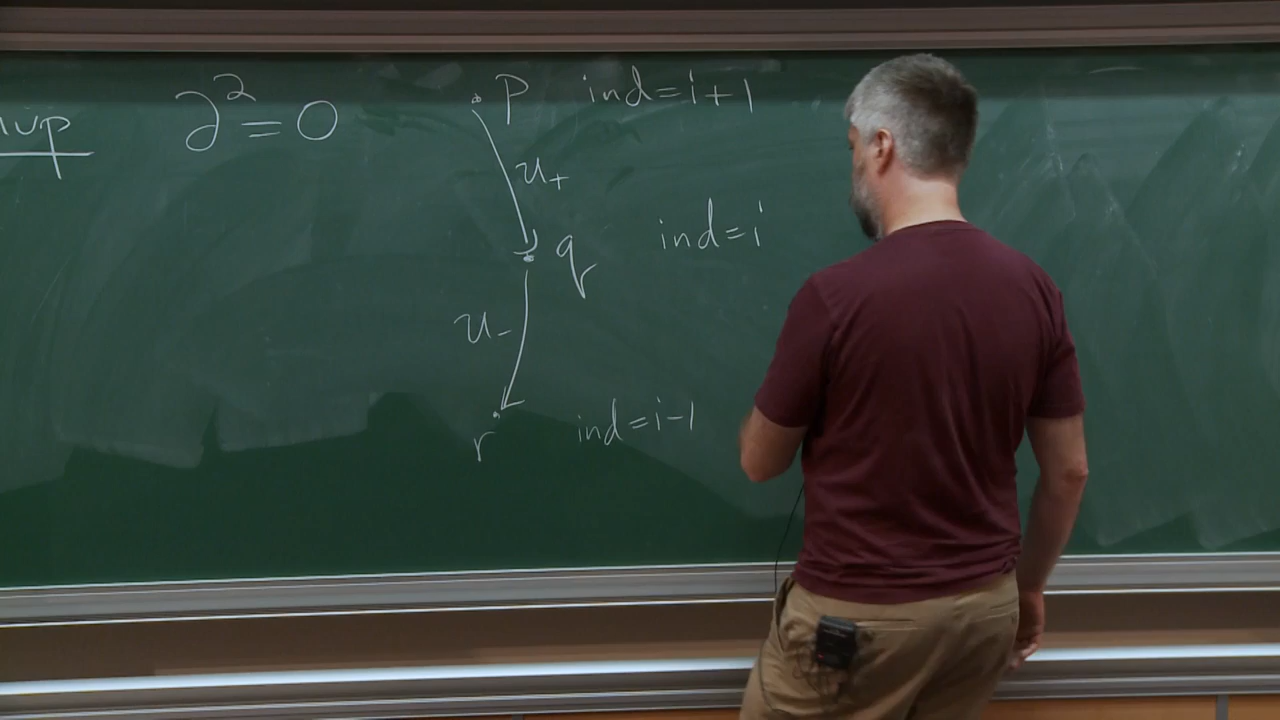 ∂² = 0
p ind = i+1
u₊
q ind = i
u₋
r ind = i-1